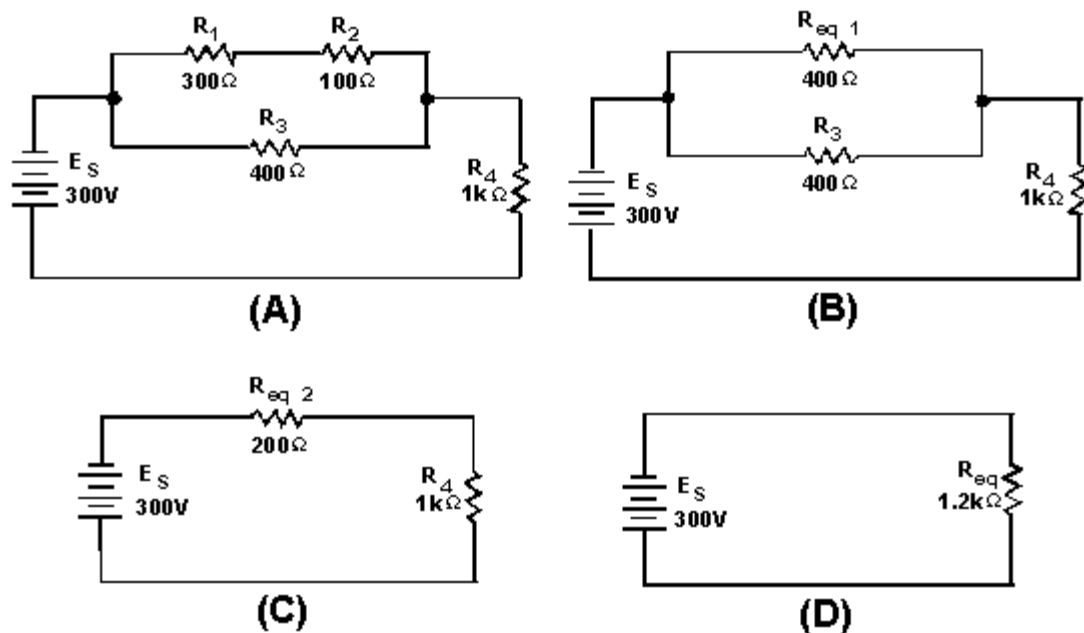 R1
300Ω
R2
100Ω
R3
400Ω
ES
300V
R4
1kΩ
(A)
Req 1
400Ω
R3
400Ω
ES
300V
R4
1kΩ
(B)
Req 2
200Ω
ES
300V
R4
1kΩ
(C)
ES
300V
Req
1.2kΩ
(D)